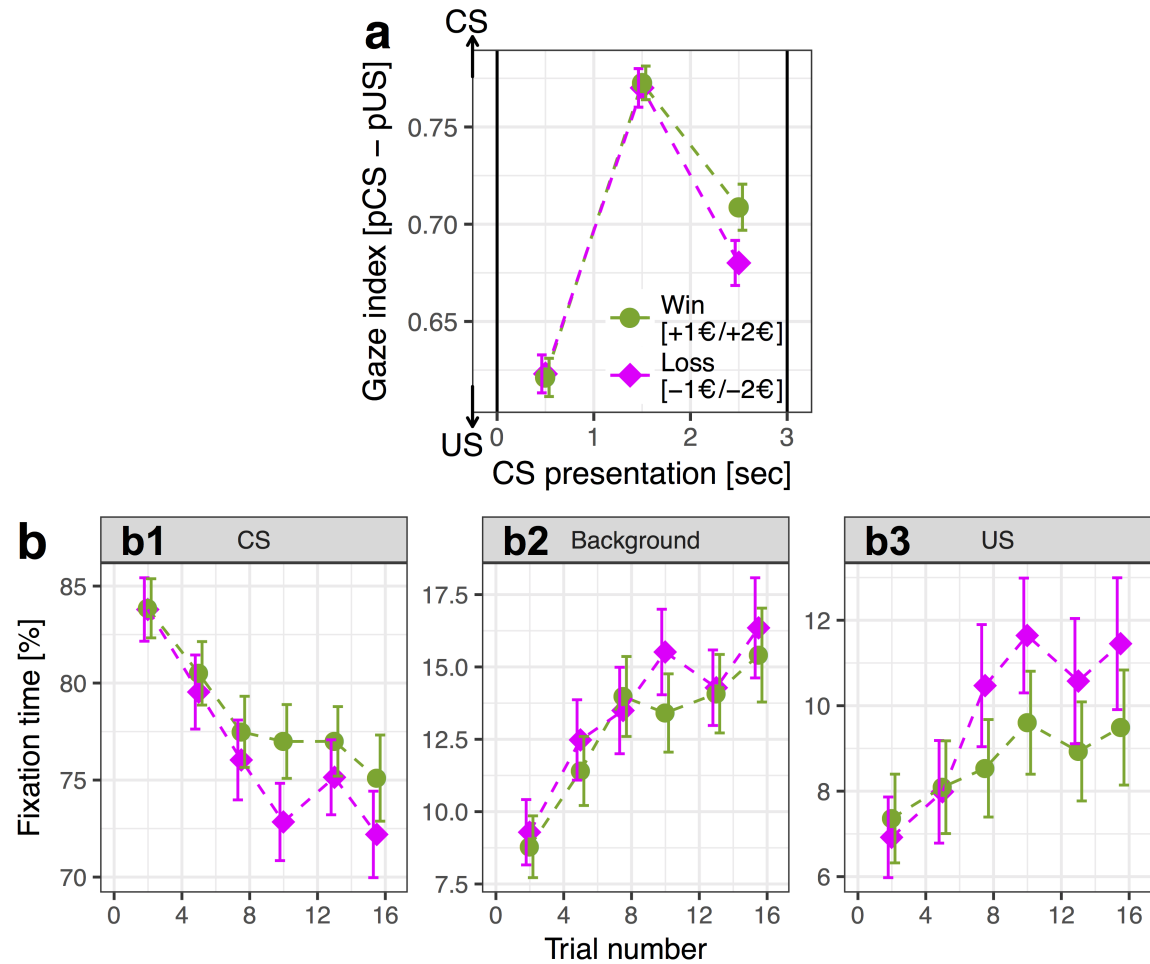 a
CS
Gaze index [pCS − pUS]
0.75
0.70
0.65
Win
[+1€/+2€]
Loss
[−1€/−2€]
US
0 1 2 3
CS presentation [sec]
b
b1 CS
b2 Background
b3 US
Fixation time [%]
85
80
75
70
17.5
15.0
12.5
10.0
7.5
12
10
8
6
0 4 8 12 16
0 4 8 12 16
0 4 8 12 16
Trial number